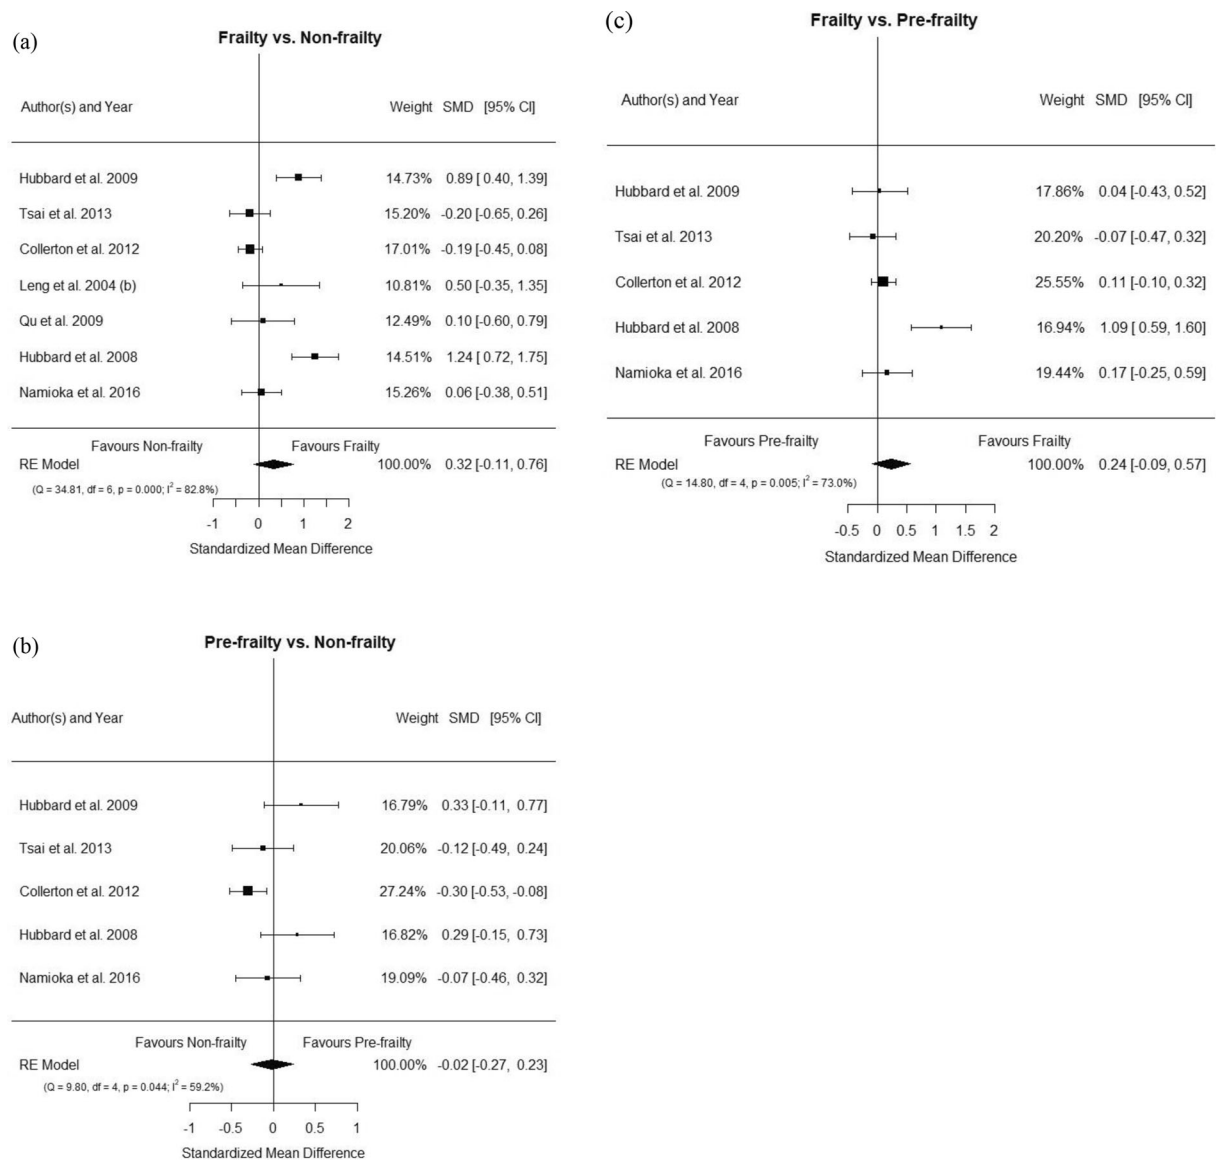 (a)
Frailty vs. Non-frailty
Author(s) and Year Weight SMD [95% CI]
Hubbard et al. 2009 14.73% 0.89 [ 0.40, 1.39]
Tsai et al. 2013 15.20% -0.20 [-0.65, 0.26]
Collerton et al. 2012 17.01% -0.19 [-0.45, 0.08]
Leng et al. 2004 (b) 10.81% 0.50 [-0.35, 1.35]
Qu et al. 2009 12.49% 0.10 [-0.60, 0.79]
Hubbard et al. 2008 14.51% 1.24 [ 0.72, 1.75]
Namioka et al. 2016 15.26% 0.06 [-0.38, 0.51]
Favours Non-frailty Favours Frailty
RE Model 100.00% 0.32 [-0.11, 0.76]
(Q = 34.81, df = 6, p = 0.000; I² = 82.8%)
-1 0 1 2
Standardized Mean Difference
(b)
Pre-frailty vs. Non-frailty
Author(s) and Year Weight SMD [95% CI]
Hubbard et al. 2009 16.79% 0.33 [-0.11, 0.77]
Tsai et al. 2013 20.06% -0.12 [-0.49, 0.24]
Collerton et al. 2012 27.24% -0.30 [-0.53, -0.08]
Hubbard et al. 2008 16.82% 0.29 [-0.15, 0.73]
Namioka et al. 2016 19.09% -0.07 [-0.46, 0.32]
Favours Non-frailty Favours Pre-frailty
RE Model 100.00% -0.02 [-0.27, 0.23]
(Q = 9.80, df = 4, p = 0.044; I² = 59.2%)
-1 -0.5 0 0.5 1
Standardized Mean Difference
(c)
Frailty vs. Pre-frailty
Author(s) and Year Weight SMD [95% CI]
Hubbard et al. 2009 17.86% 0.04 [-0.43, 0.52]
Tsai et al. 2013 20.20% -0.07 [-0.47, 0.32]
Collerton et al. 2012 25.55% 0.11 [-0.10, 0.32]
Hubbard et al. 2008 16.94% 1.09 [ 0.59, 1.60]
Namioka et al. 2016 19.44% 0.17 [-0.25, 0.59]
Favours Pre-frailty Favours Frailty
RE Model 100.00% 0.24 [-0.09, 0.57]
(Q = 14.80, df = 4, p = 0.005; I² = 73.0%)
-0.5 0 0.5 1 1.5 2
Standardized Mean Difference